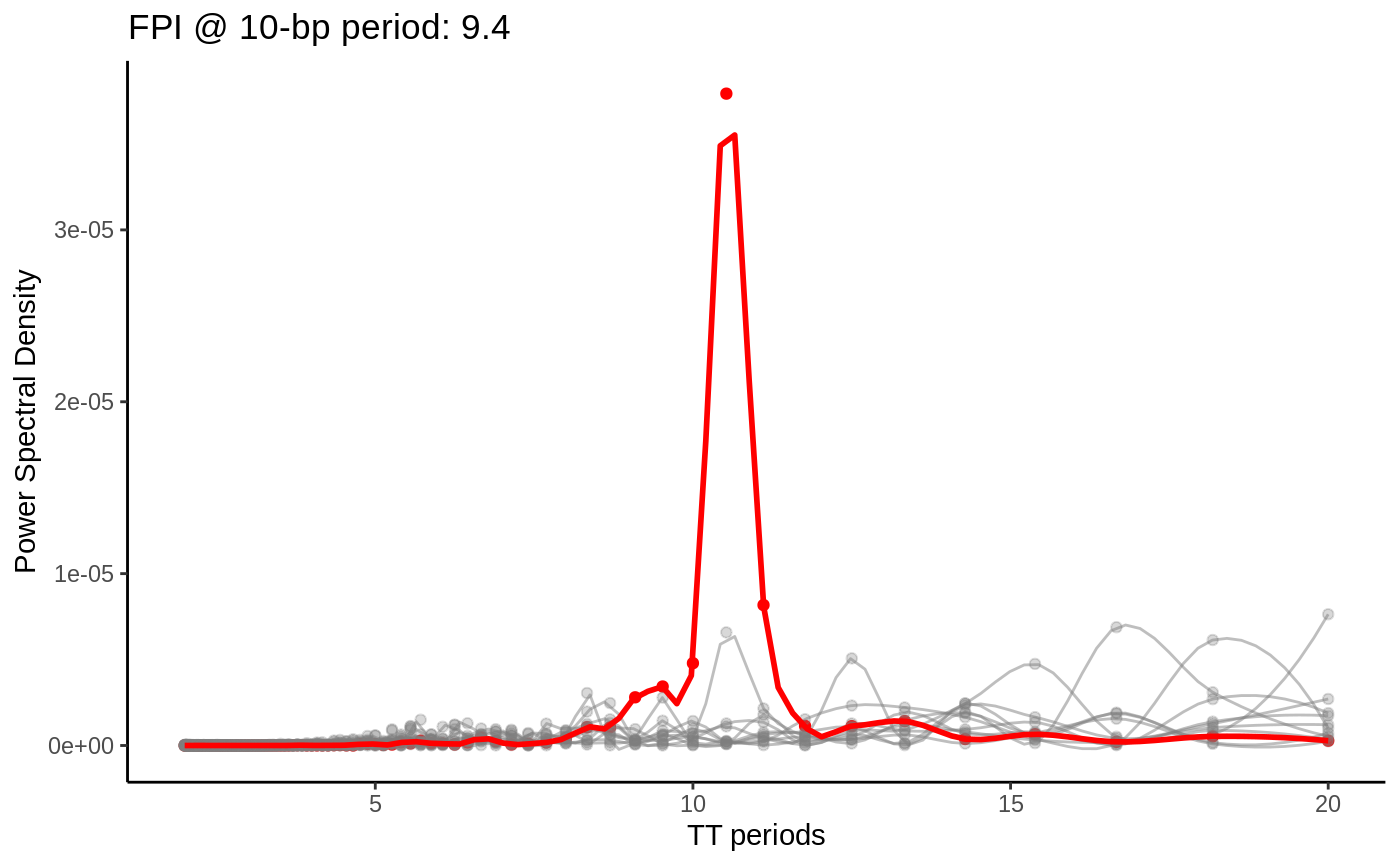 FPI @ 10-bp period: 9.4
Power Spectral Density
3e-05
2e-05
1e-05
0e+00
5
10
15
20
TT periods